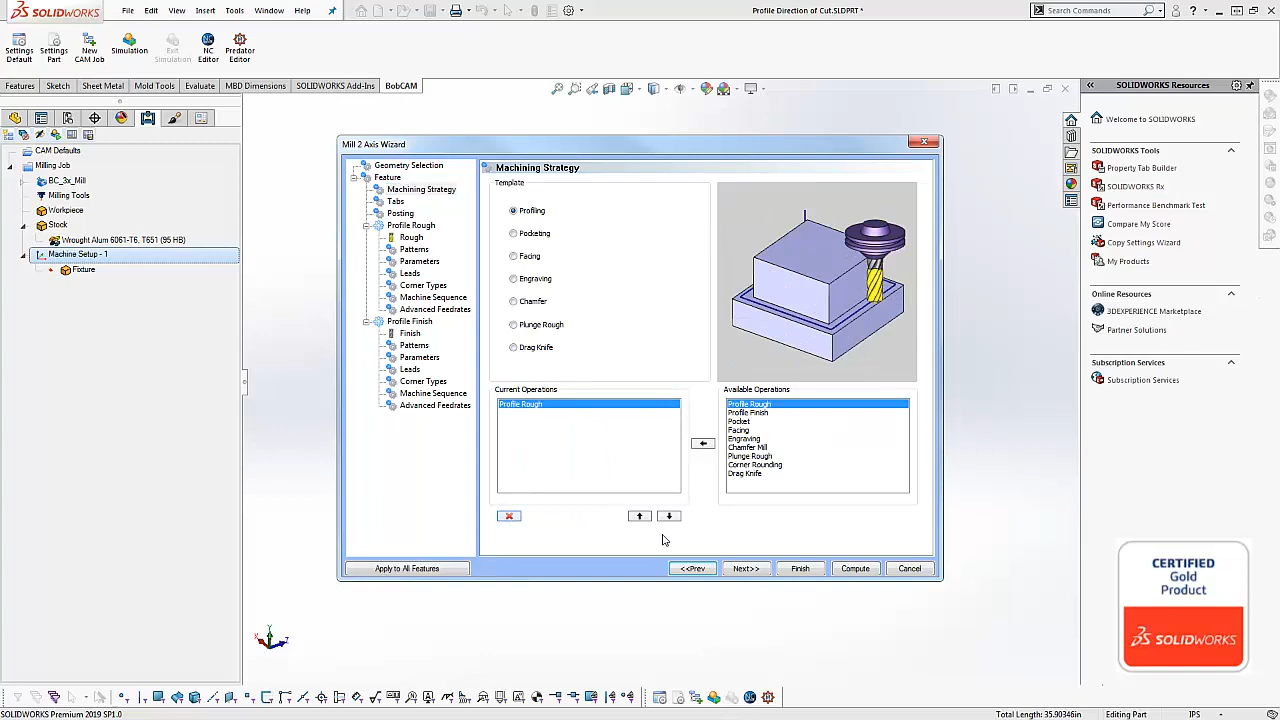 SOLIDWORKS
File Edit View Insert Tools Window Help
Profile Direction of Cut.SLDPRT *
Search Commands
Settings Default
Settings Part
New CAM Job
Simulation
Exit Simulation
NC Editor
Predator Editor
Features Sketch Sheet Metal Mold Tools Evaluate MBD Dimensions SOLIDWORKS Add-Ins BobCAM
CAM Defaults
Milling Job
BC_3x_Mill
Milling Tools
Workpiece
Stock
Wrought Alum 6061-T6, T651 (95 HB)
Machine Setup - 1
Fixture
Mill 2 Axis Wizard
Geometry Selection
Feature
Machining Strategy
Tabs
Posting
Profile Rough
Rough
Patterns
Parameters
Leads
Corner Types
Machine Sequence
Advanced Feedrates
Profile Finish
Finish
Patterns
Parameters
Leads
Corner Types
Machine Sequence
Advanced Feedrates
Machining Strategy
Template
Profiling
Pocketing
Facing
Engraving
Chamfer
Plunge Rough
Drag Knife
Current Operations
Profile Rough
Available Operations
Profile Rough
Profile Finish
Pocket
Facing
Engraving
Chamfer Mill
Plunge Rough
Corner Rounding
Drag Knife
Apply to All Features
<<Prev Next>> Finish Compute Cancel
SOLIDWORKS Resources
Welcome to SOLIDWORKS
SOLIDWORKS Tools
Property Tab Builder
SOLIDWORKS Rx
Performance Benchmark Test
Compare My Score
Copy Settings Wizard
My Products
Online Resources
3DEXPERIENCE Marketplace
Partner Solutions
Subscription Services
Subscription Services
CERTIFIED
Gold
Product
SOLIDWORKS
SOLIDWORKS Premium 2019 SP1.0
Total Length: 35.90346in
Editing Part
IPS